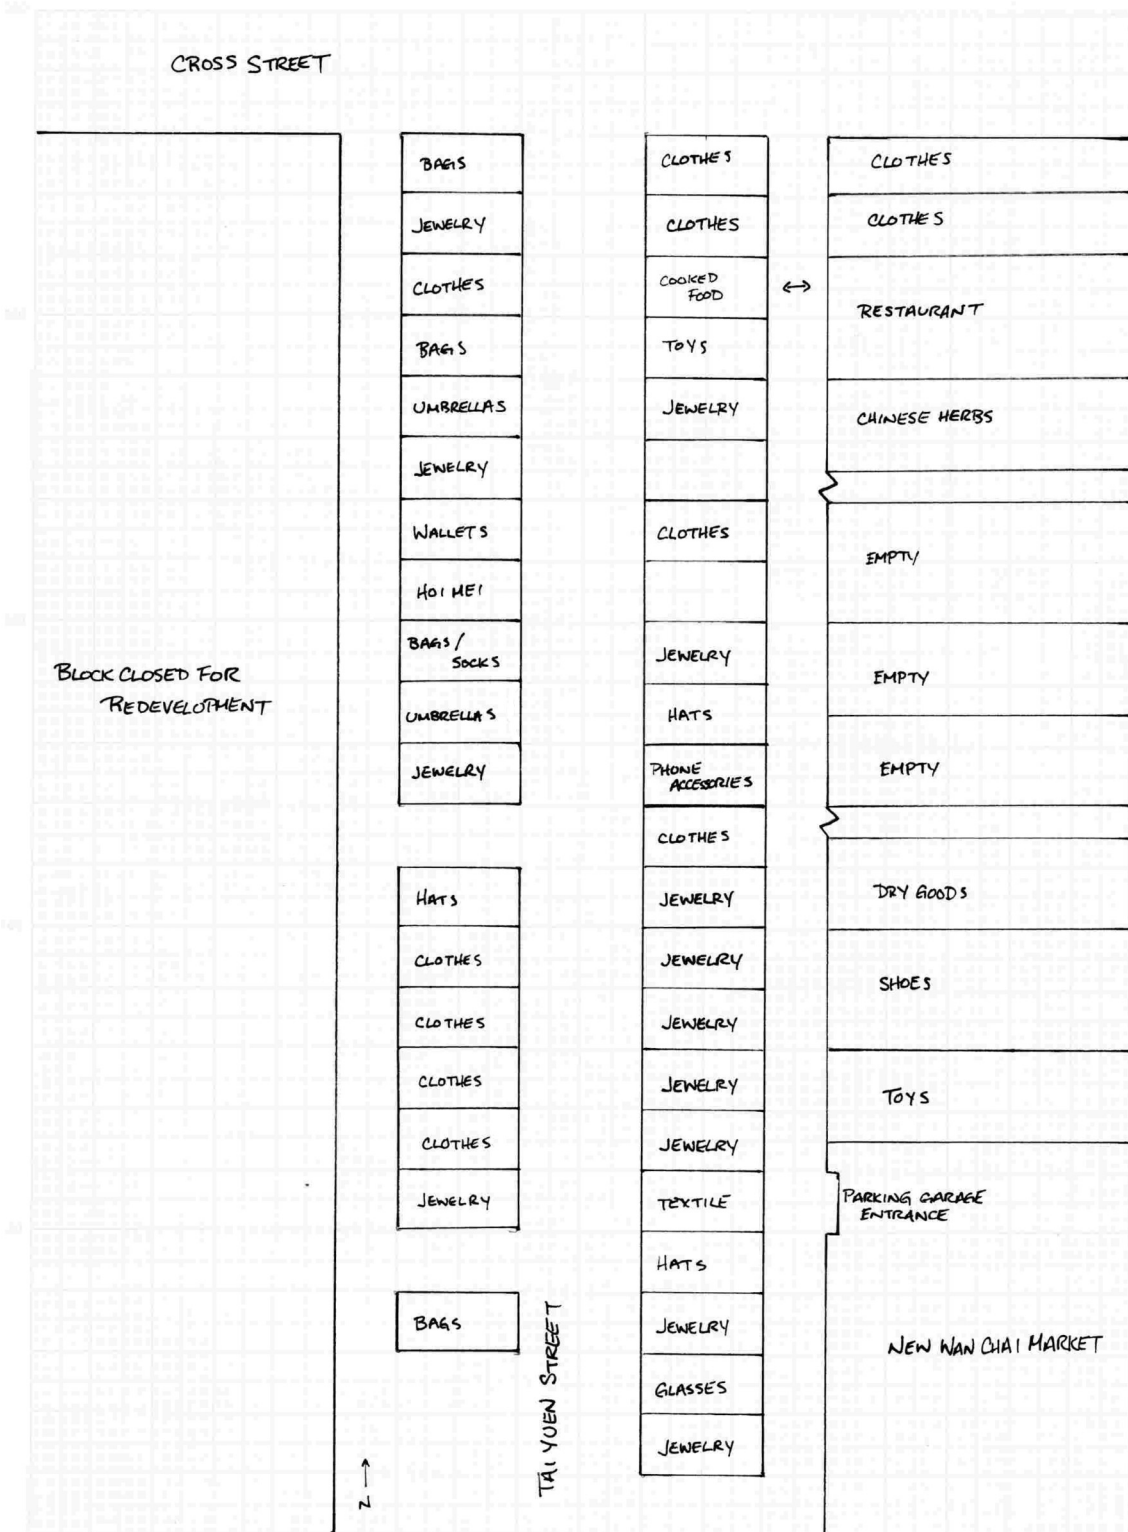 CROSS STREET
BLOCK CLOSED FOR
REDEVELOPMENT
BAGS
JEWELRY
CLOTHES
BAGS
UMBRELLAS
JEWELRY
WALLETS
HOI MEI
BAGS/
SOCKS
UMBRELLAS
JEWELRY
HATS
CLOTHES
CLOTHES
CLOTHES
CLOTHES
JEWELRY
BAGS
N
TAI YUEN STREET
CLOTHES
CLOTHES
COOKED
FOOD
TOYS
JEWELRY
CLOTHES
JEWELRY
HATS
PHONE
ACCESSORIES
CLOTHES
JEWELRY
JEWELRY
JEWELRY
JEWELRY
JEWELRY
TEXTILE
HATS
JEWELRY
GLASSES
JEWELRY
CLOTHES
CLOTHES
RESTAURANT
CHINESE HERBS
EMPTY
EMPTY
EMPTY
DRY GOODS
SHOES
TOYS
PARKING GARAGE
ENTRANCE
NEW WAN CHAI MARKET